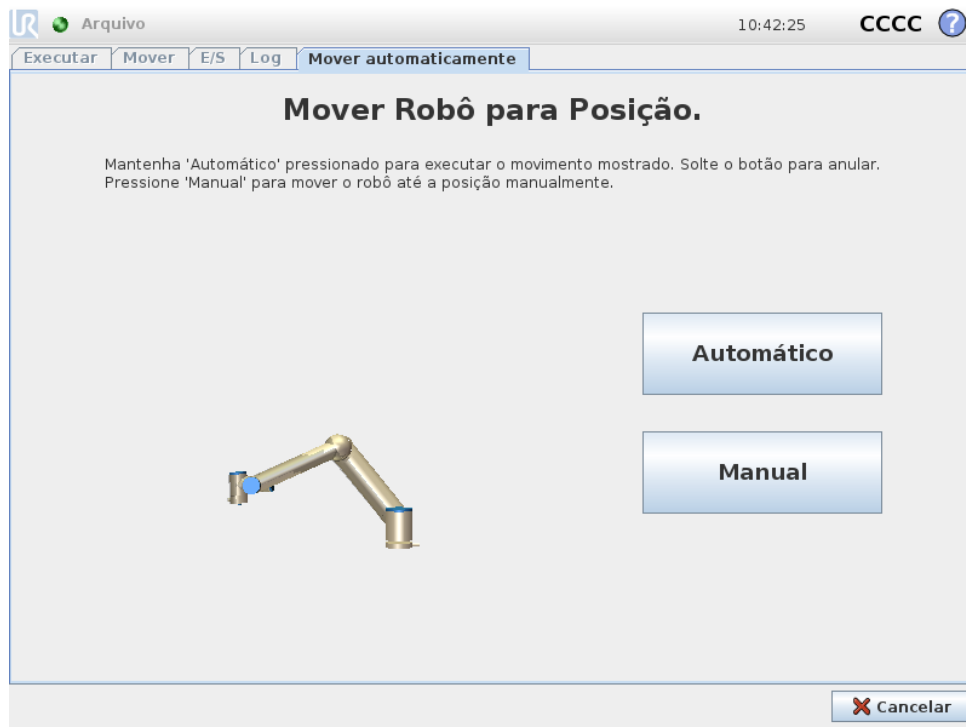 UR Arquivo 10:42:25 CCCC ?
Executar Mover E/S Log Mover automaticamente
Mover Robô para Posição.
Mantenha 'Automático' pressionado para executar o movimento mostrado. Solte o botão para anular.
Pressione 'Manual' para mover o robô até a posição manualmente.
Automático
Manual
Cancelar